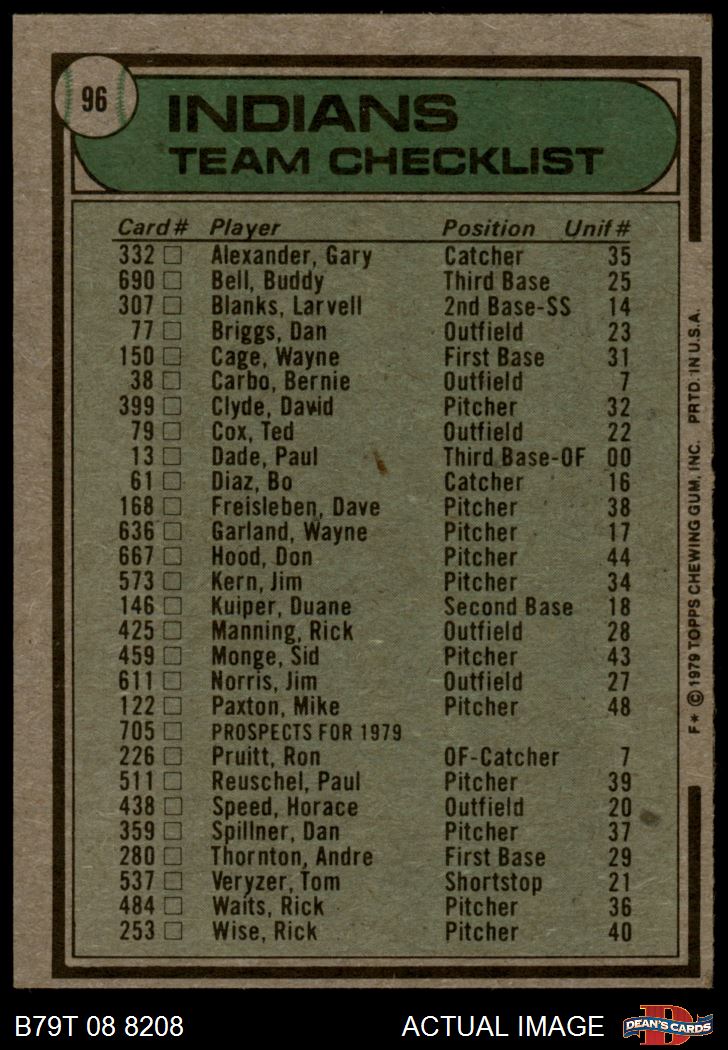 96
INDIANS
TEAM CHECKLIST
Card# Player Position Unif#
332 Alexander, Gary Catcher 35
690 Bell, Buddy Third Base 25
307 Blanks, Larvell 2nd Base-SS 14
77 Briggs, Dan Outfield 23
150 Cage, Wayne First Base 31
38 Carbo, Bernie Outfield 7
399 Clyde, David Pitcher 32
79 Cox, Ted Outfield 22
13 Dade, Paul Third Base-OF 00
61 Diaz, Bo Catcher 16
168 Freisleben, Dave Pitcher 38
636 Garland, Wayne Pitcher 17
667 Hood, Don Pitcher 44
573 Kern, Jim Pitcher 34
146 Kuiper, Duane Second Base 18
425 Manning, Rick Outfield 28
459 Monge, Sid Pitcher 43
611 Norris, Jim Outfield 27
122 Paxton, Mike Pitcher 48
705 PROSPECTS FOR 1979
226 Pruitt, Ron OF-Catcher 7
511 Reuschel, Paul Pitcher 39
438 Speed, Horace Outfield 20
359 Spillner, Dan Pitcher 37
280 Thornton, Andre First Base 29
537 Veryzer, Tom Shortstop 21
484 Waits, Rick Pitcher 36
253 Wise, Rick Pitcher 40
F* © 1979 TOPPS CHEWING GUM, INC. PRTD. IN U.S.A.
B79T 08 8208 ACTUAL IMAGE
D
DEAN'S CARDS